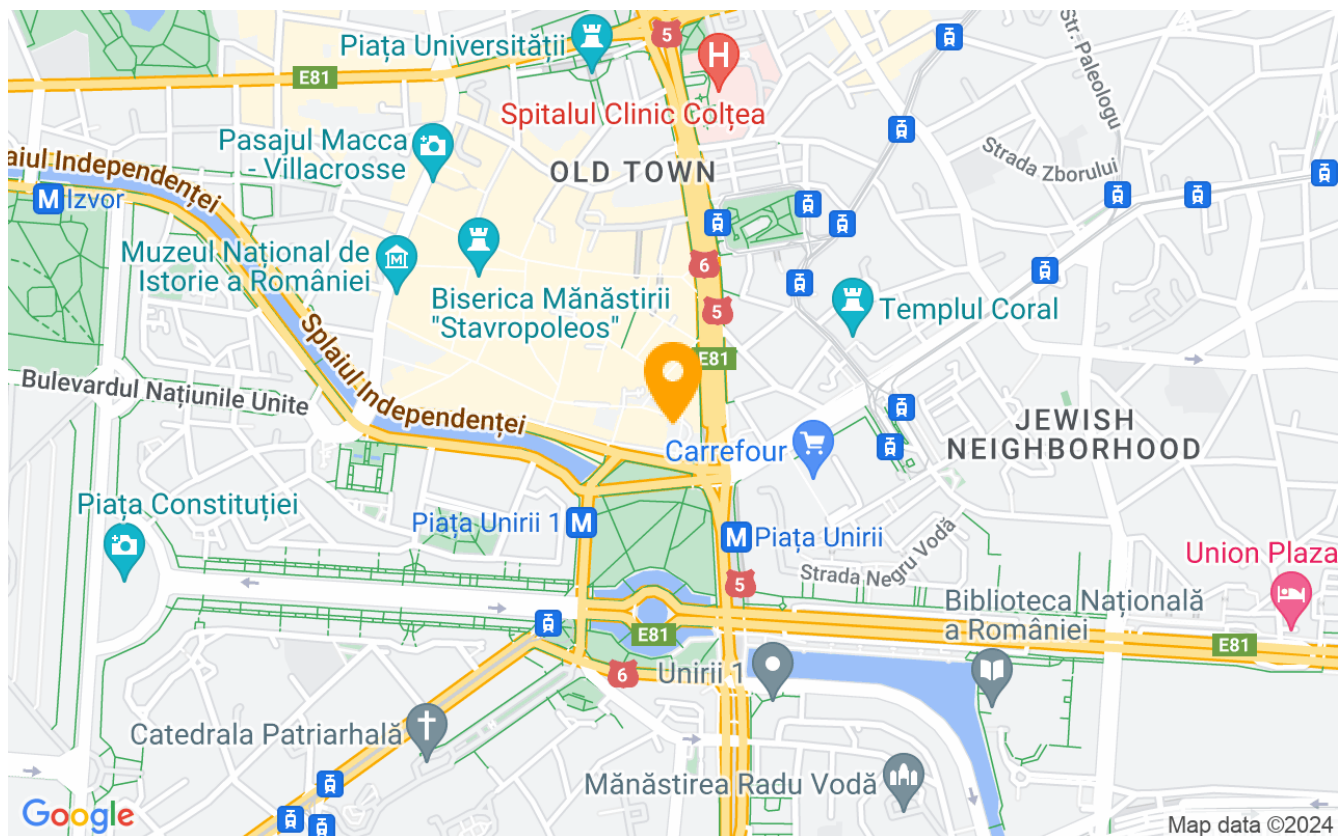 5
Piața Universității
H
Spitalul Clinic Colțea
E81
Str. Paleologu
Pasajul Macca
- Villacrosse
OLD TOWN
Strada Zborului
laiul Independenței
M
Izvor
Muzeul Național de
Istorie a României
M
6
Biserica Mănăstirii
"Stavropoleos"
5
Templul Coral
E81
Splaiul Independenței
Bulevardul Națiunile Unite
JEWISH
NEIGHBORHOOD
Carrefour
Piața Constituției
Piața Unirii 1
M
M
Piața Unirii
Strada Negru Vodă
Union Plaza
5
Biblioteca Națională
a României
E81
E81
6
Unirii 1
Catedrala Patriarhală
Mănăstirea Radu Vodă
Google
Map data ©2024